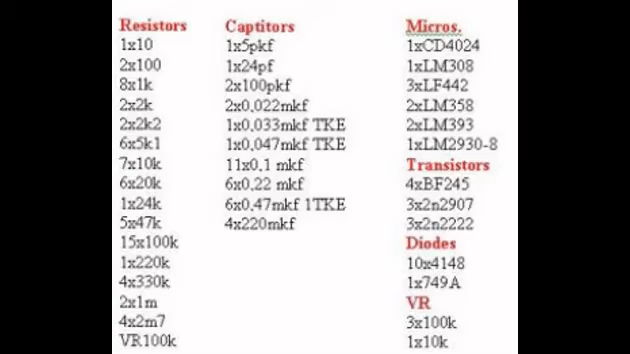 Resistors
1x10
2x100
8x1k
2x2k
2x2k2
6x5k1
7x10k
6x20k
1x24k
5x47k
15x100k
1x220k
4x330k
2x1m
4x2m7
VR100k
Captitors
1x5pkf
1x24pf
2x100pkf
2x0,022mkf
1x0,033mkf TKE
1x0,047mkf TKE
11x0,1 mkf
6x0,22 mkf
6x0,47mkf 1TKE
4x220mkf
Micros.
1xCD4024
1xLM308
3xLF442
2xLM358
2xLM393
1xLM2930-8
Transistors
4xBF245
3x2n2907
3x2n2222
Diodes
10x4148
1x749A
VR
3x100k
1x10k